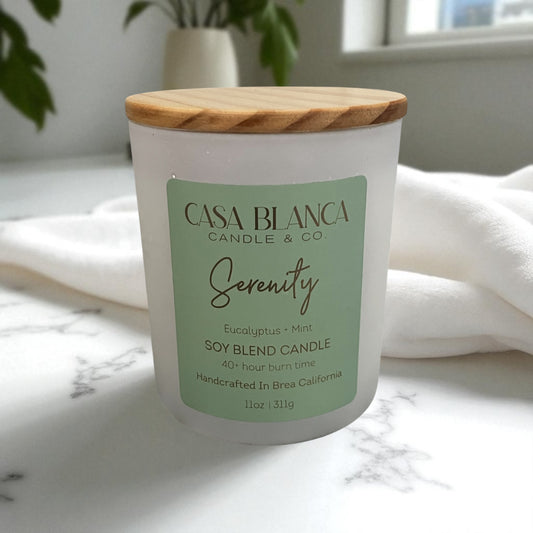 CASA BLANCA
CANDLE & CO.
Serenity
Eucalyptus • Mint
SOY BLEND CANDLE
40+ hour burn time
Handcrafted In Brea California
11oz | 311g